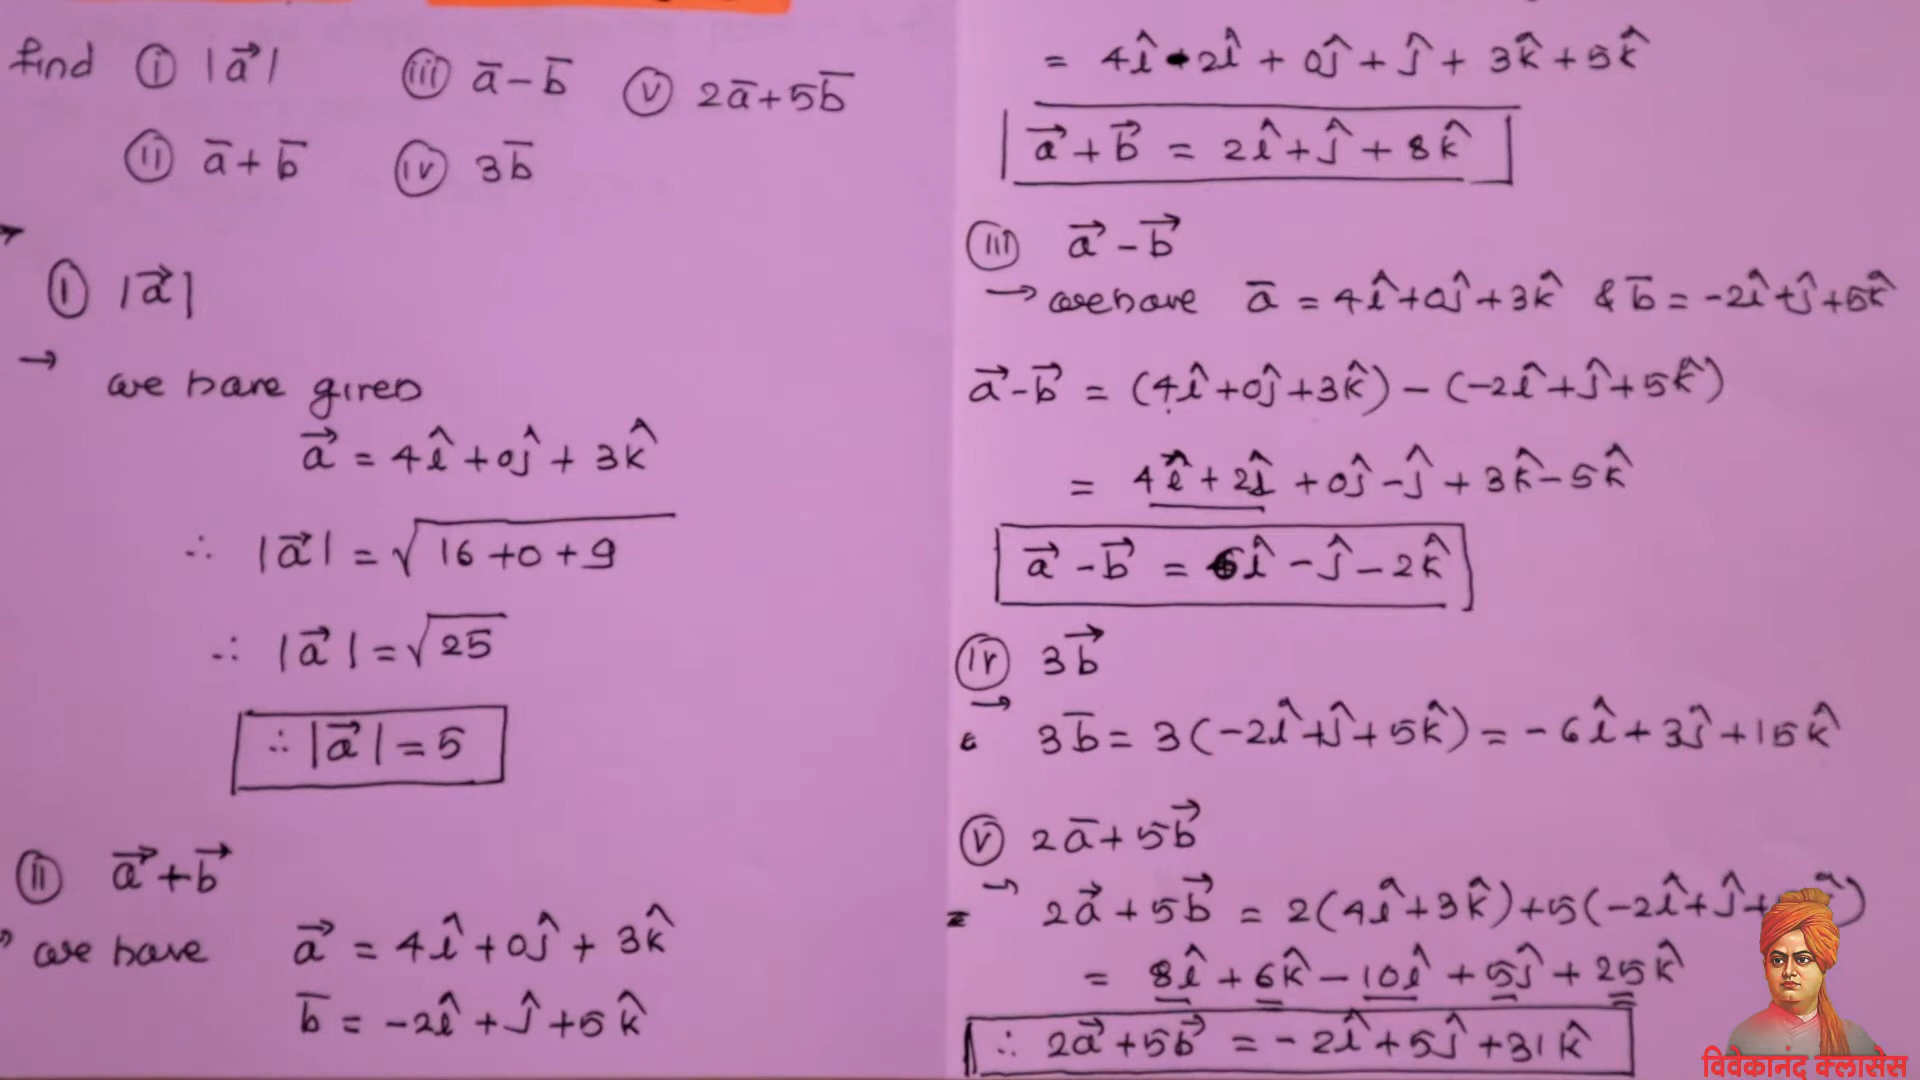 find (i) |a⃗| (iii) a̅ - b̅ (v) 2a̅ + 5b̅
(ii) a̅ + b̅ (iv) 3b̅
(i) |a⃗|
→ we have given
a⃗ = 4î + 0ĵ + 3k̂
∴ |a⃗| = √16 + 0 + 9
∴ |a⃗| = √25
∴ |a⃗| = 5
(ii) a⃗ + b⃗
→ we have a⃗ = 4î + 0ĵ + 3k̂
b̅ = -2î + ĵ + 5k̂
= 4î - 2î + 0ĵ + ĵ + 3k̂ + 5k̂
a⃗ + b⃗ = 2î + ĵ + 8k̂
(iii) a⃗ - b⃗
→ we have a̅ = 4î + 0ĵ + 3k̂ & b̅ = -2î + ĵ + 5k̂
a⃗ - b⃗ = (4î + 0ĵ + 3k̂) - (-2î + ĵ + 5k̂)
= 4î + 2î + 0ĵ - ĵ + 3k̂ - 5k̂
a⃗ - b⃗ = 6î - ĵ - 2k̂
(iv) 3b⃗
→ 3b̅ = 3(-2î + ĵ + 5k̂) = -6î + 3ĵ + 15k̂
(v) 2a̅ + 5b⃗
→ 2a⃗ + 5b⃗ = 2(4î + 3k̂) + 5(-2î + ĵ + )
= 8î + 6k̂ - 10î + 5ĵ + 25k̂
∴ 2a⃗ + 5b⃗ = -2î + 5ĵ + 31k̂
विवेकानंद क्लासेस